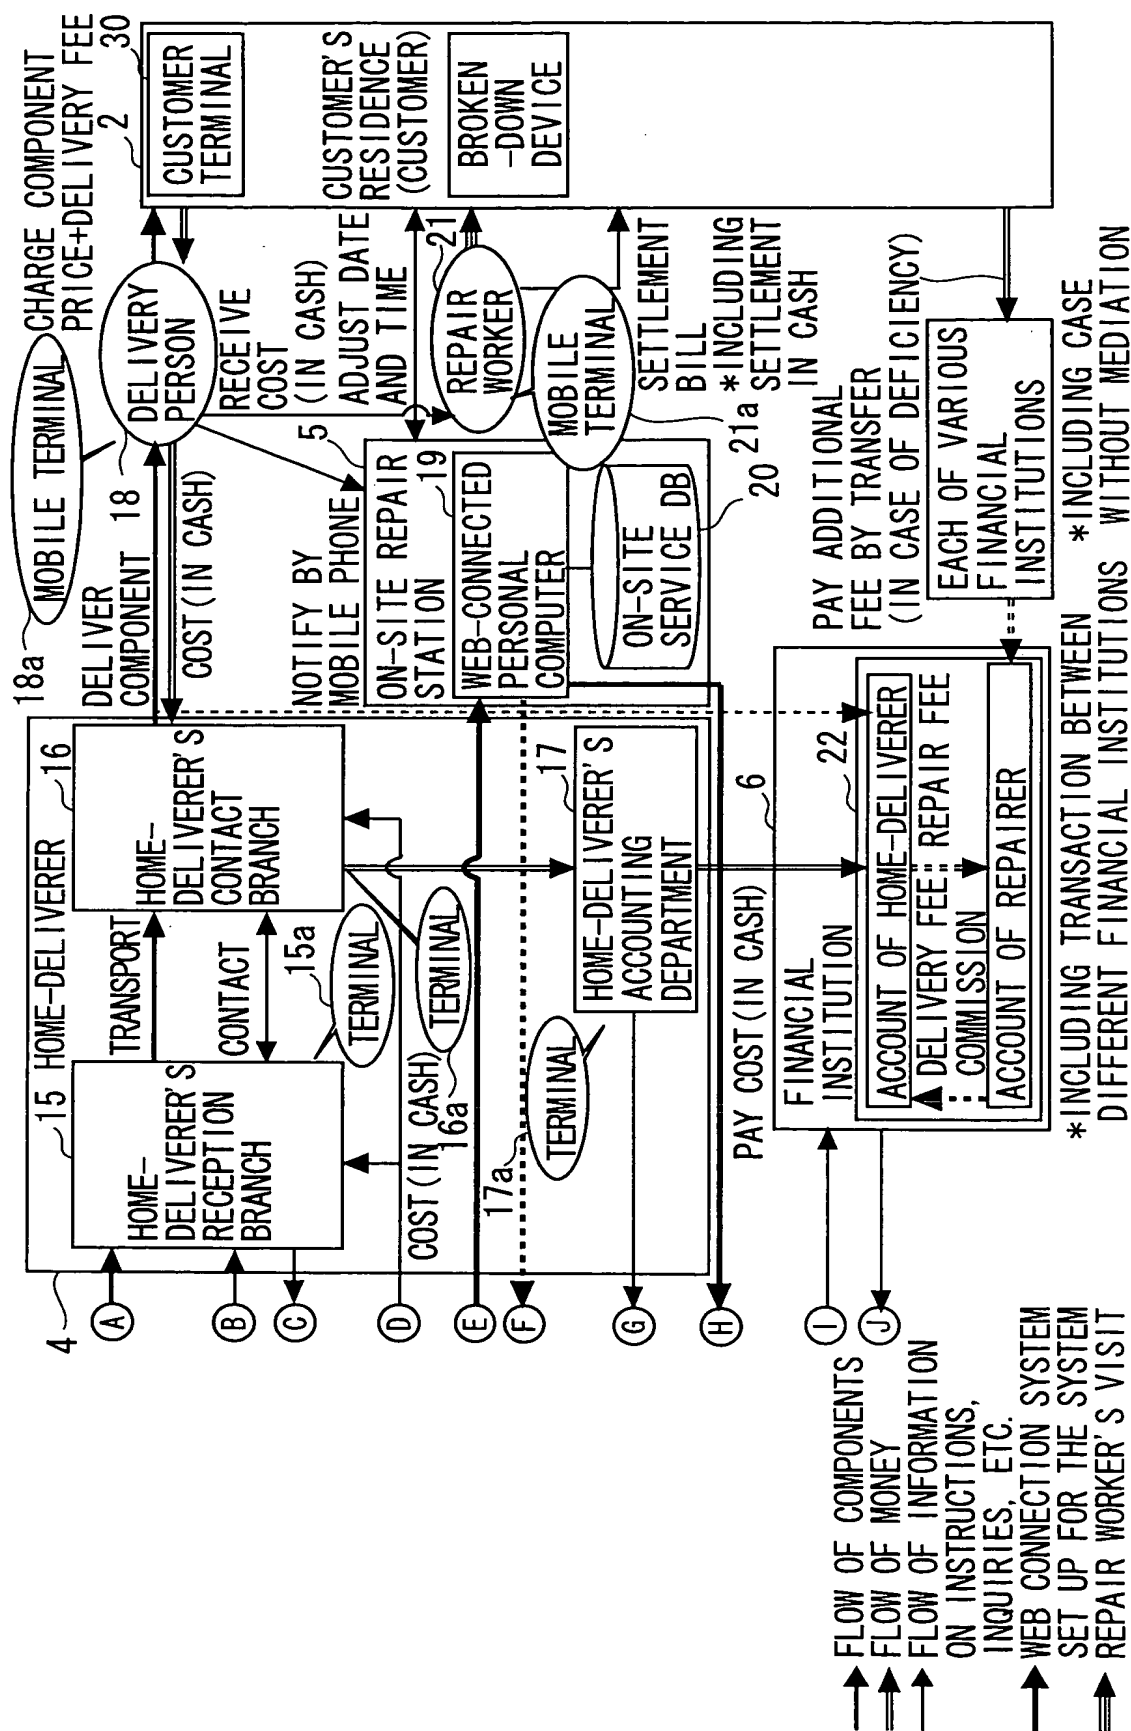 4
HOME-DELIVERER
15
HOME-
DELIVERER'S
RECEPTION
BRANCH
TRANSPORT
CONTACT
16
HOME-
DELIVERER'S
CONTACT
BRANCH
15a
TERMINAL
TERMINAL
16a
COST(IN CASH)
17a
TERMINAL
17
HOME-DELIVERER'S
ACCOUNTING
DEPARTMENT
A
B
C
D
E
F
G
H
I
J
18a
MOBILE TERMINAL
DELIVER
COMPONENT
COST(IN CASH)
18
DELIVERY
PERSON
CHARGE COMPONENT
PRICE+DELIVERY FEE
RECEIVE
COST
(IN CASH)
NOTIFY BY
MOBILE PHONE
ADJUST DATE
AND TIME
2
30
CUSTOMER
TERMINAL
CUSTOMER'S
RESIDENCE
(CUSTOMER)
BROKEN
-DOWN
DEVICE
5
ON-SITE REPAIR
STATION
19
WEB-CONNECTED
PERSONAL
COMPUTER
ON-SITE
SERVICE DB
20
21
REPAIR
WORKER
MOBILE
TERMINAL
21a
SETTLEMENT
BILL
*INCLUDING
SETTLEMENT
IN CASH
PAY COST(IN CASH)
6
FINANCIAL
INSTITUTION
22
ACCOUNT OF HOME-DELIVERER
DELIVERY FEE
COMMISSION
REPAIR FEE
ACCOUNT OF REPAIRER
PAY ADDITIONAL
FEE BY TRANSFER
(IN CASE OF DEFICIENCY)
EACH OF VARIOUS
FINANCIAL
INSTITUTIONS
*INCLUDING TRANSACTION BETWEEN
DIFFERENT FINANCIAL INSTITUTIONS
*INCLUDING CASE
WITHOUT MEDIATION
FLOW OF COMPONENTS
FLOW OF MONEY
FLOW OF INFORMATION
ON INSTRUCTIONS,
INQUIRIES, ETC.
WEB CONNECTION SYSTEM
SET UP FOR THE SYSTEM
REPAIR WORKER'S VISIT